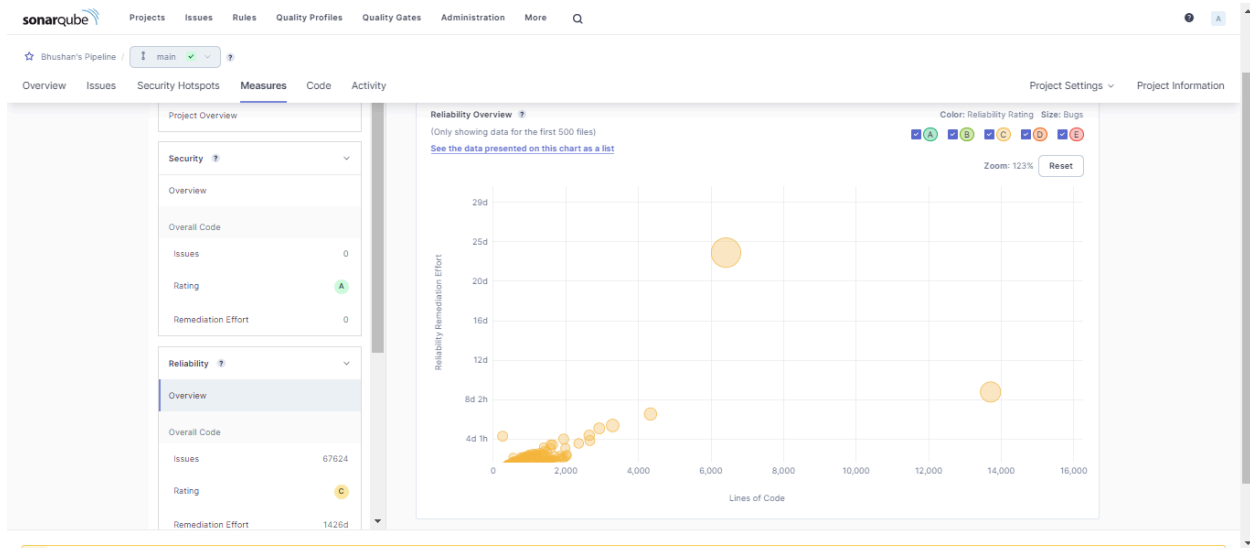 sonarqube Projects Issues Rules Quality Profiles Quality Gates Administration More ? A
Bhushan's Pipeline / main ?
Overview Issues Security Hotspots Measures Code Activity Project Settings Project Information
Project Overview
Security ?
Overview
Overall Code
Issues 0
Rating A
Remediation Effort 0
Reliability ?
Overview
Overall Code
Issues 67624
Rating C
Remediation Effort 1426d
Reliability Overview ? Color: Reliability Rating Size: Bugs
(Only showing data for the first 500 files) A B C D E
See the data presented on this chart as a list
Zoom: 123% Reset
Reliability Remediation Effort
29d
25d
20d
16d
12d
8d 2h
4d 1h
0 2,000 4,000 6,000 8,000 10,000 12,000 14,000 16,000
Lines of Code